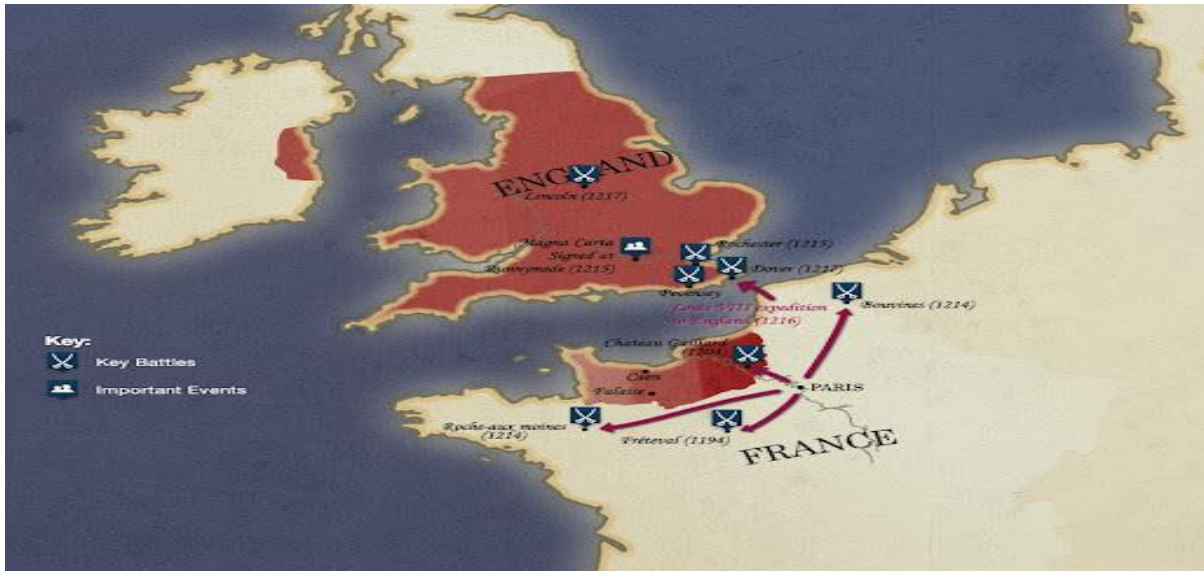 ENGLAND
Lincoln (1217)
Magna Carta
Signed at
Runnymede (1215)
Rochester (1215)
Dover (1217)
Pevensey
Louis VIII expedition
to England (1216)
Bouvines (1214)
Chateau Gaillard
(1204)
Caen
Falaise
PARIS
Roche-aux moines
(1214)
Fréteval (1194)
FRANCE
Key:
Key Battles
Important Events